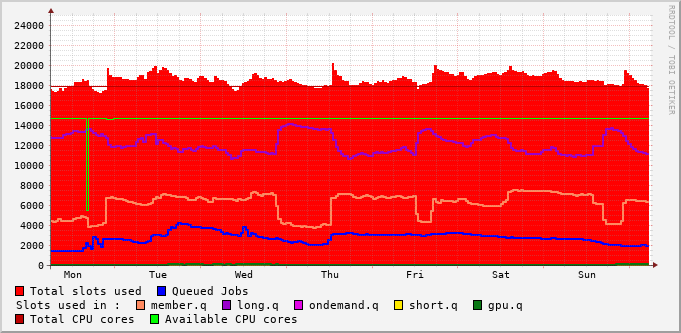 24000
22000
20000
18000
16000
14000
12000
10000
8000
6000
4000
2000
0
Mon Tue Wed Thu Fri Sat Sun
Total slots used Queued Jobs
Slots used in : member.q long.q ondemand.q short.q gpu.q
Total CPU cores Available CPU cores
RRDTOOL / TOBI OETIKER